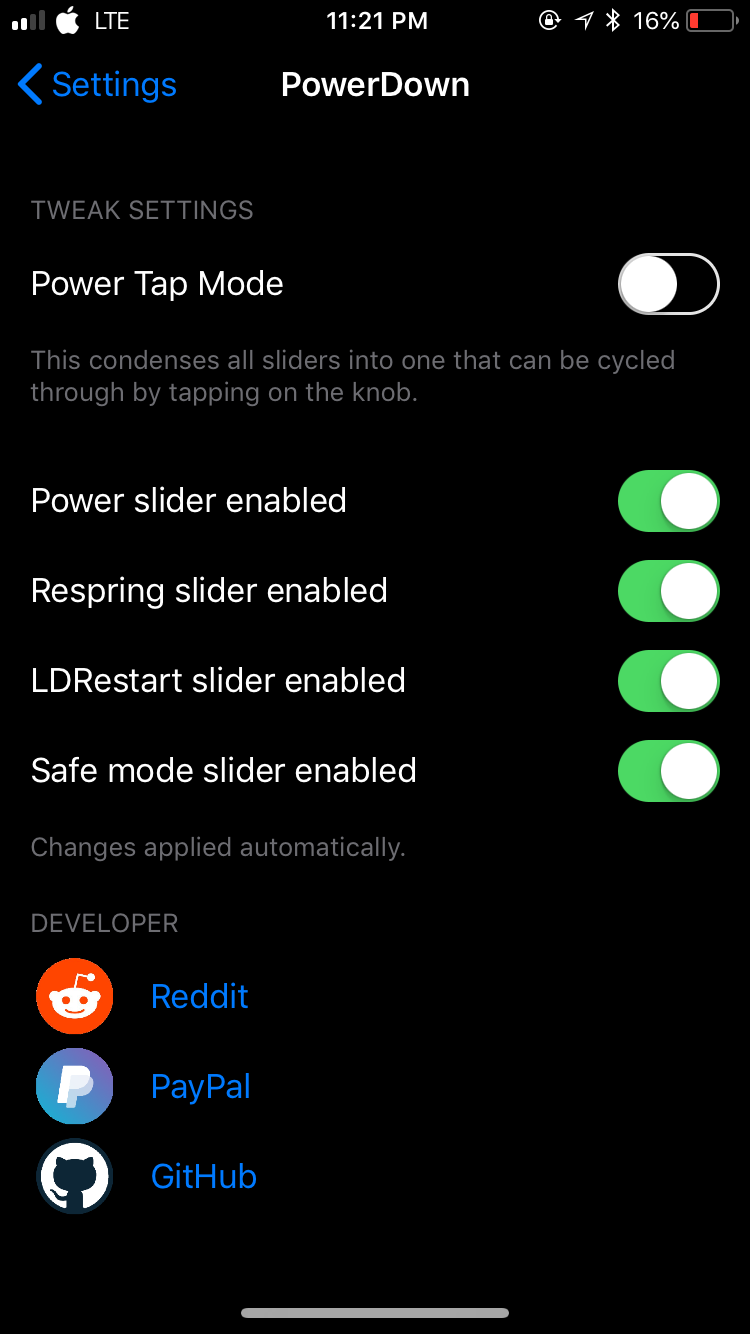 LTE 11:21 PM 16%
Settings PowerDown
TWEAK SETTINGS
Power Tap Mode
This condenses all sliders into one that can be cycled
through by tapping on the knob.
Power slider enabled
Respring slider enabled
LDRestart slider enabled
Safe mode slider enabled
Changes applied automatically.
DEVELOPER
Reddit
PayPal
GitHub